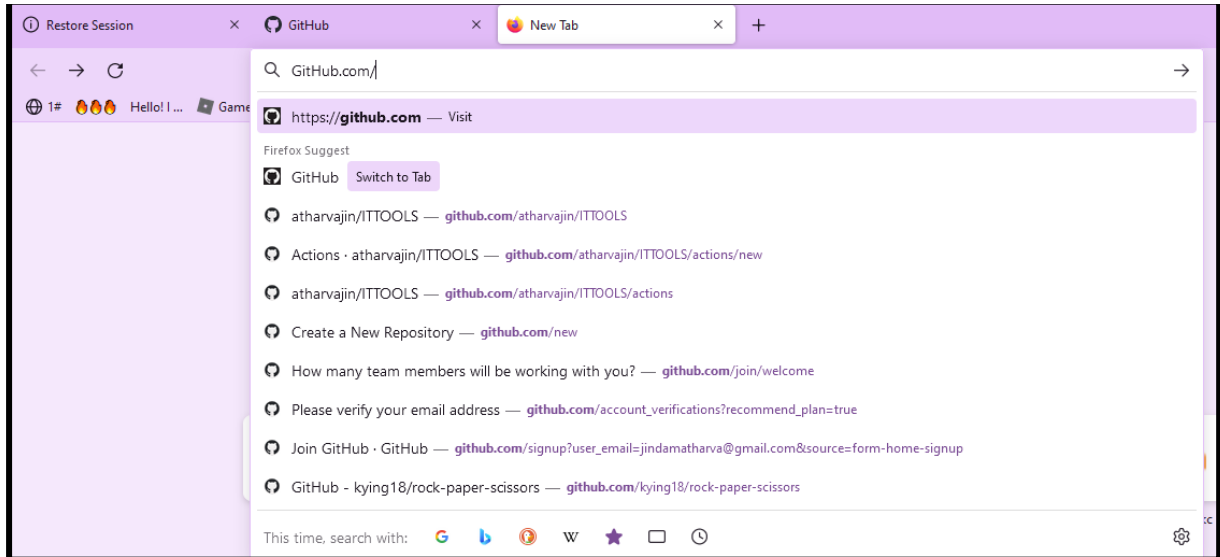 Restore Session
GitHub
New Tab
GitHub.com/
1#
Hello! I ...
Game
https://github.com — Visit
Firefox Suggest
GitHub Switch to Tab
atharvajin/ITTOOLS — github.com/atharvajin/ITTOOLS
Actions · atharvajin/ITTOOLS — github.com/atharvajin/ITTOOLS/actions/new
atharvajin/ITTOOLS — github.com/atharvajin/ITTOOLS/actions
Create a New Repository — github.com/new
How many team members will be working with you? — github.com/join/welcome
Please verify your email address — github.com/account_verifications?recommend_plan=true
Join GitHub · GitHub — github.com/signup?user_email=jindamatharva@gmail.com&source=form-home-signup
GitHub - kying18/rock-paper-scissors — github.com/kying18/rock-paper-scissors
This time, search with: G b W